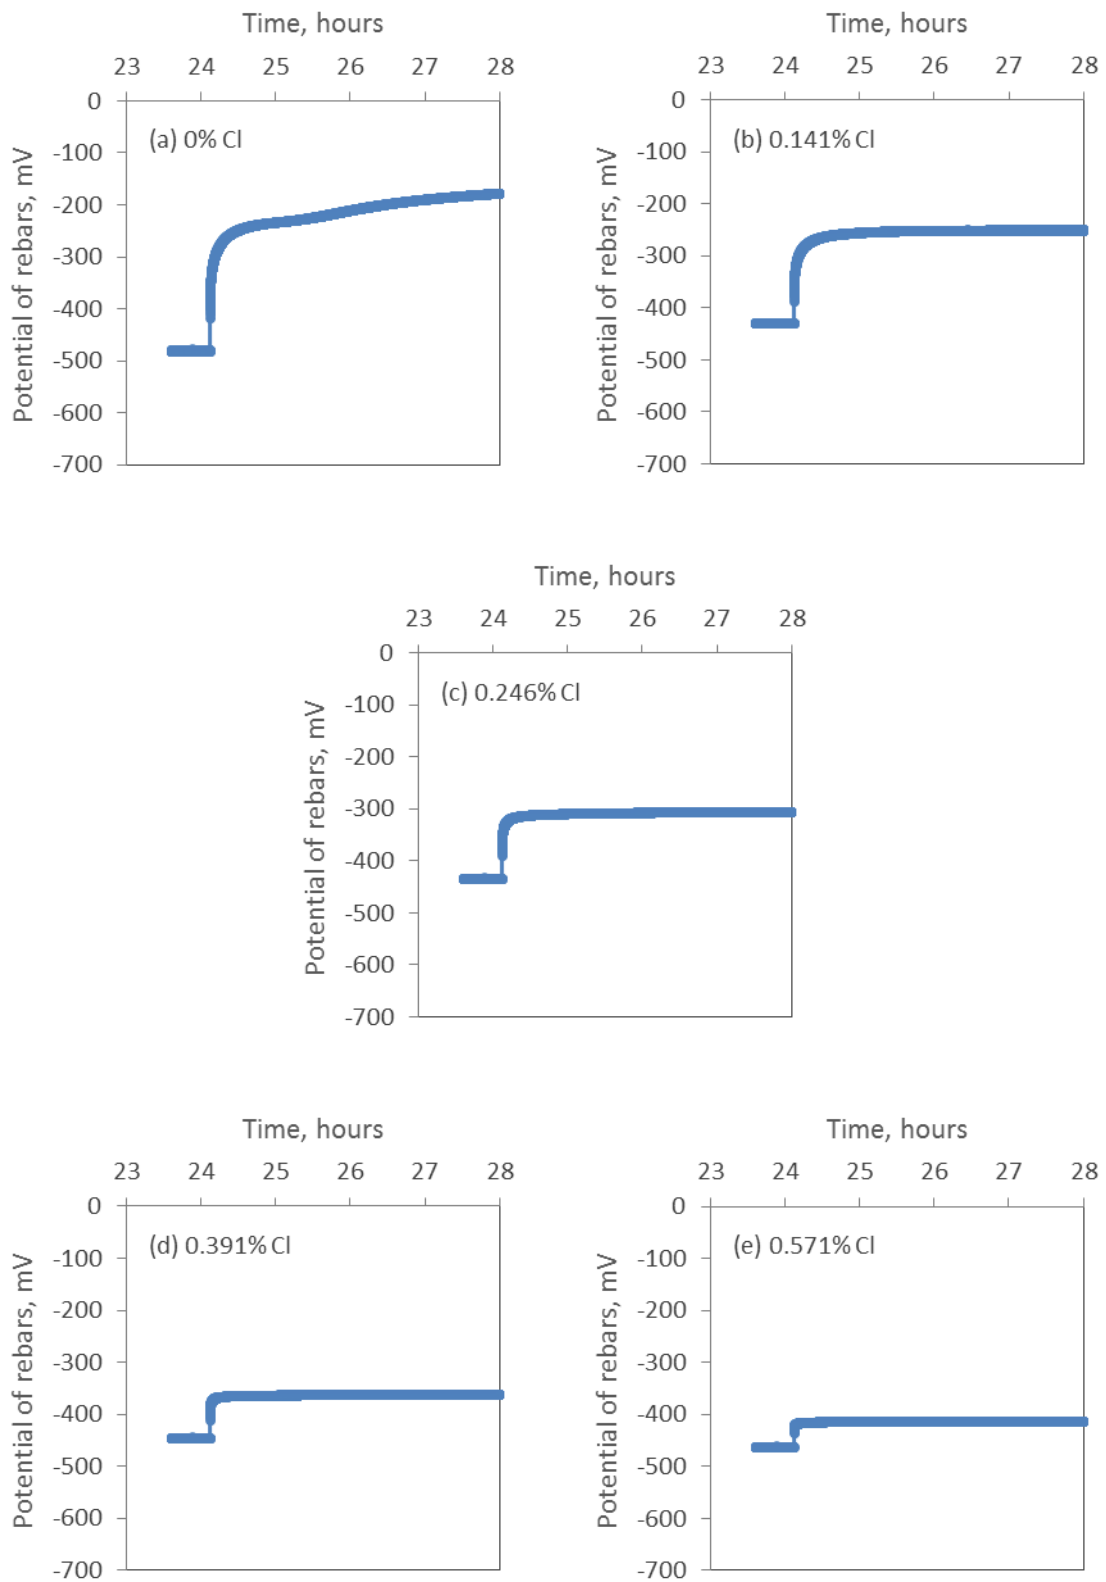 Time, hours
23 24 25 26 27 28
0
-100
-200
-300
-400
-500
-600
-700
Potential of rebars, mV
(a) 0% Cl
Time, hours
23 24 25 26 27 28
0
-100
-200
-300
-400
-500
-600
-700
Potential of rebars, mV
(b) 0.141% Cl
Time, hours
23 24 25 26 27 28
0
-100
-200
-300
-400
-500
-600
-700
Potential of rebars, mV
(c) 0.246% Cl
Time, hours
23 24 25 26 27 28
0
-100
-200
-300
-400
-500
-600
-700
Potential of rebars, mV
(d) 0.391% Cl
Time, hours
23 24 25 26 27 28
0
-100
-200
-300
-400
-500
-600
-700
Potential of rebars, mV
(e) 0.571% Cl